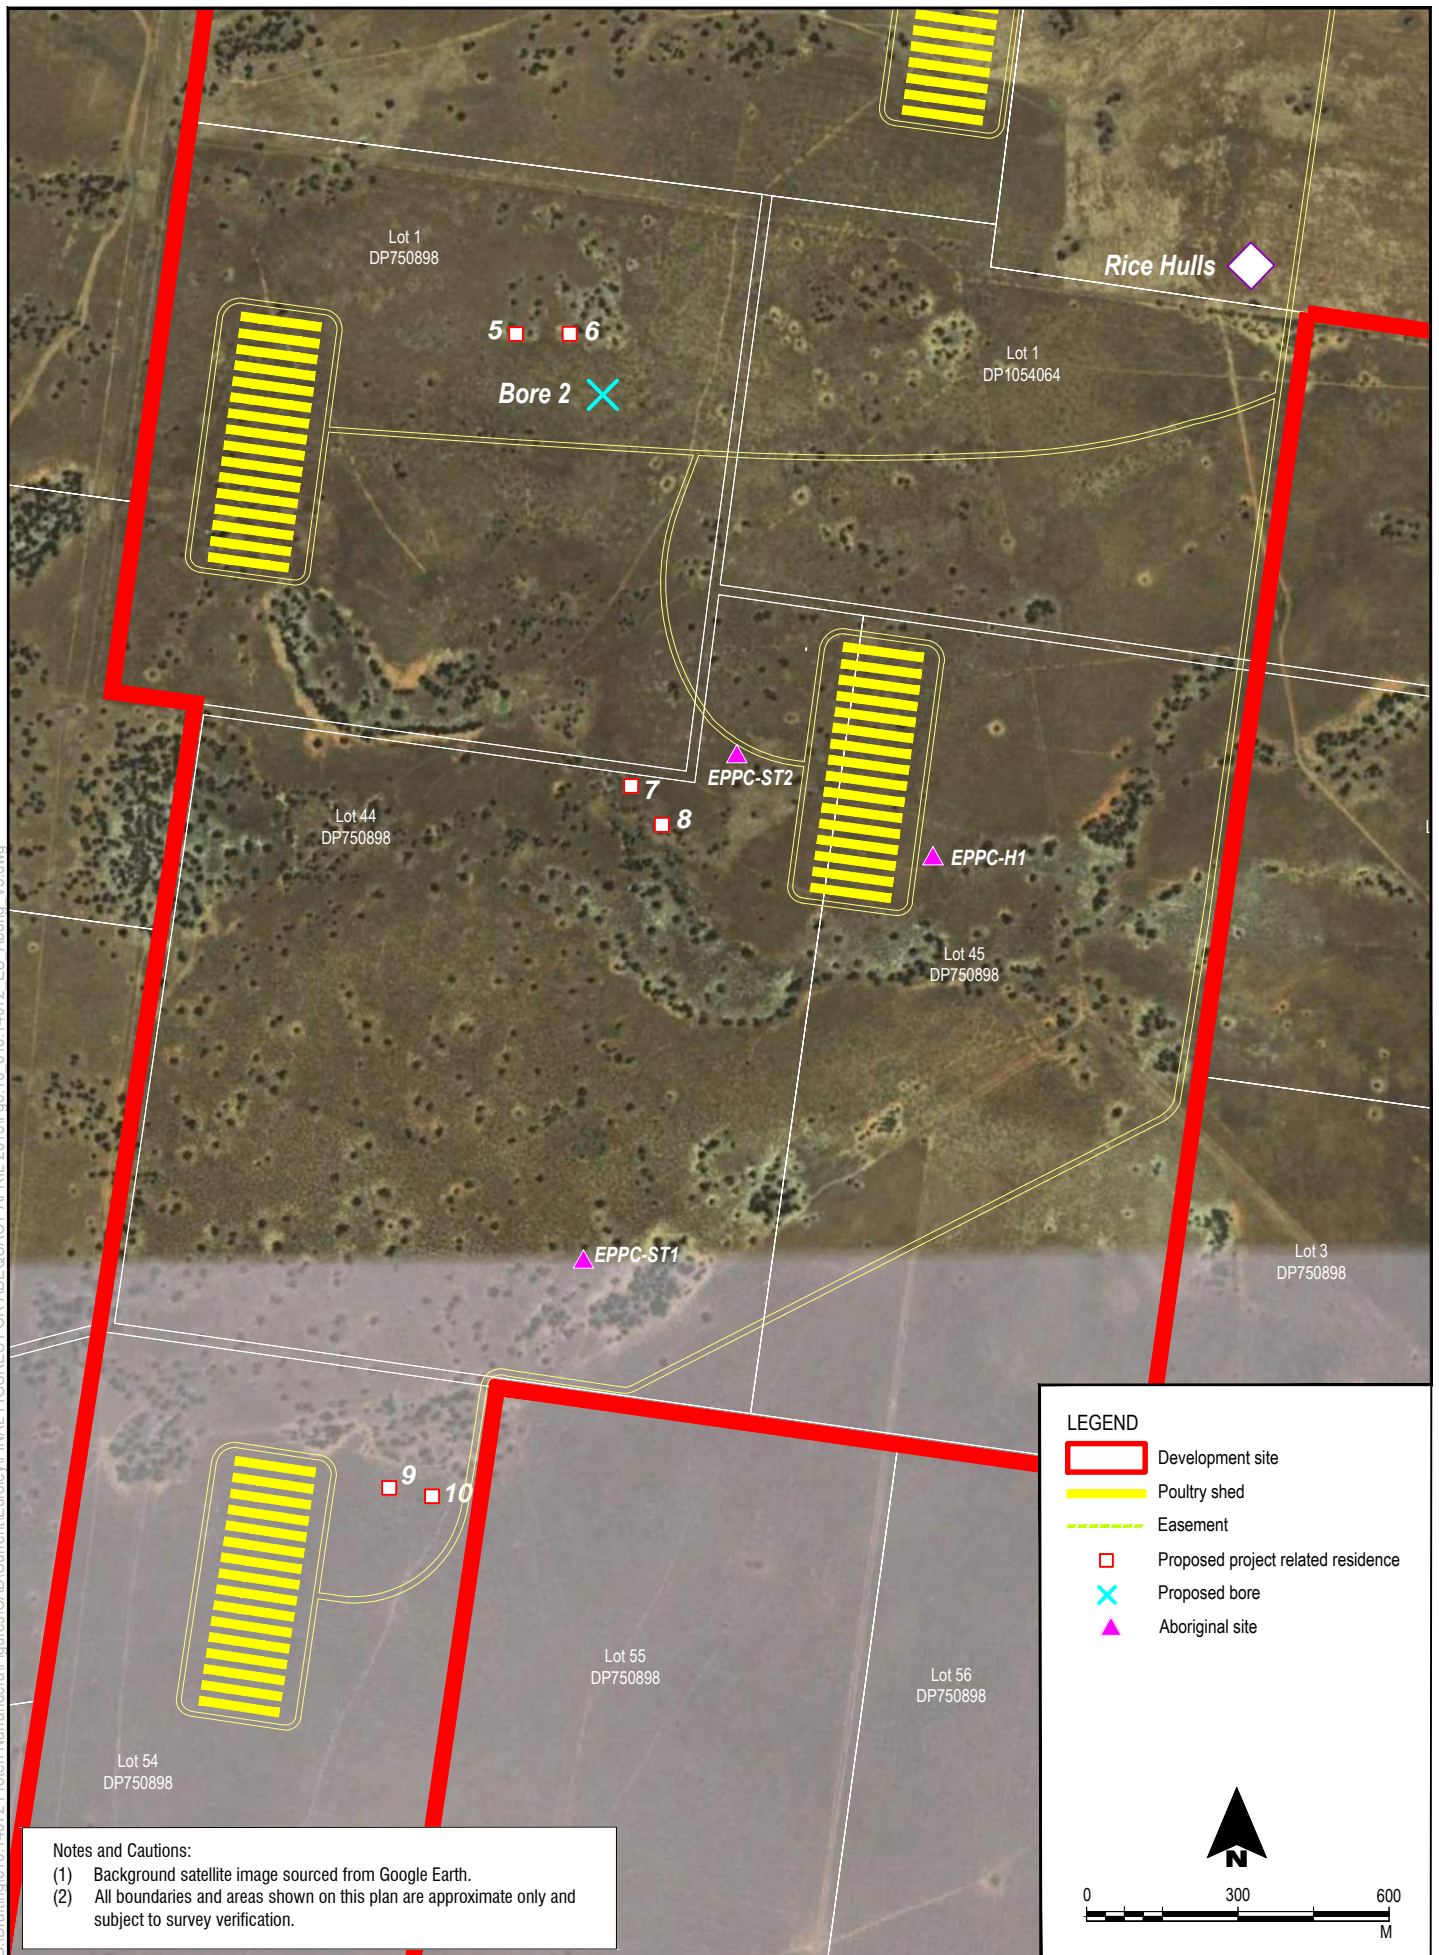 Lot 1
DP750898
Rice Hulls
5
6
Lot 1
DP1054064
Bore 2
EPPC-ST2
7
8
Lot 44
DP750898
EPPC-H1
Lot 45
DP750898
EPPC-ST1
Lot 3
DP750898
9
10
Lot 55
DP750898
Lot 56
DP750898
Lot 54
DP750898
LEGEND
Development site
Poultry shed
Easement
Proposed project related residence
Proposed bore
Aboriginal site
N
0 300 600
M
Notes and Cautions:
(1) Background satellite image sourced from Google Earth.
(2) All boundaries and areas shown on this plan are approximate only and
subject to survey verification.